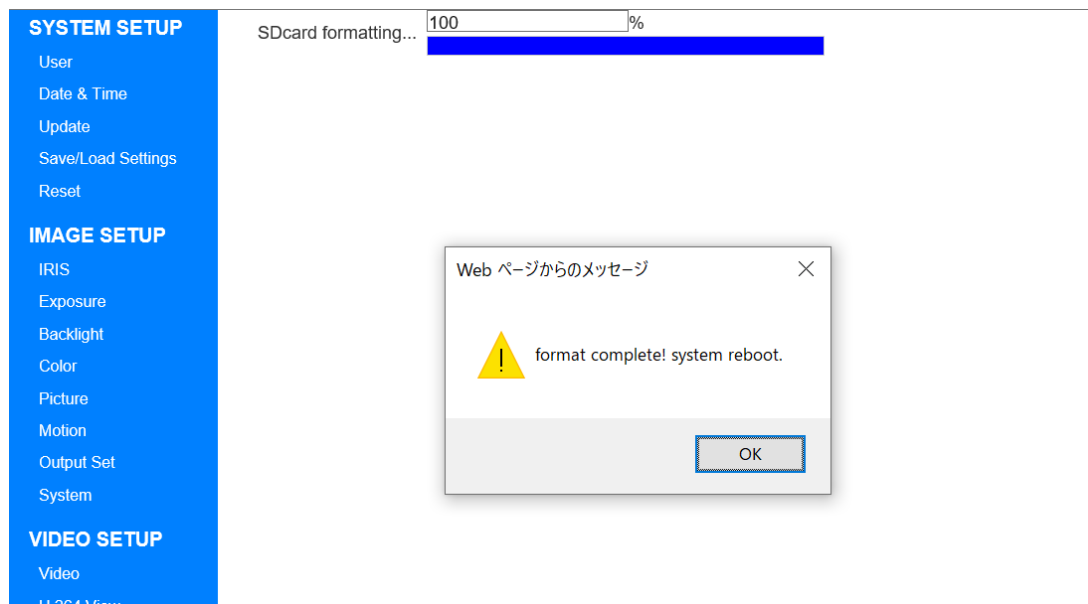 SYSTEM SETUP
User
Date & Time
Update
Save/Load Settings
Reset
IMAGE SETUP
IRIS
Exposure
Backlight
Color
Picture
Motion
Output Set
System
VIDEO SETUP
Video
H.264 View
SDcard formatting...
100 %
Web ページからのメッセージ
format complete! system reboot.
OK